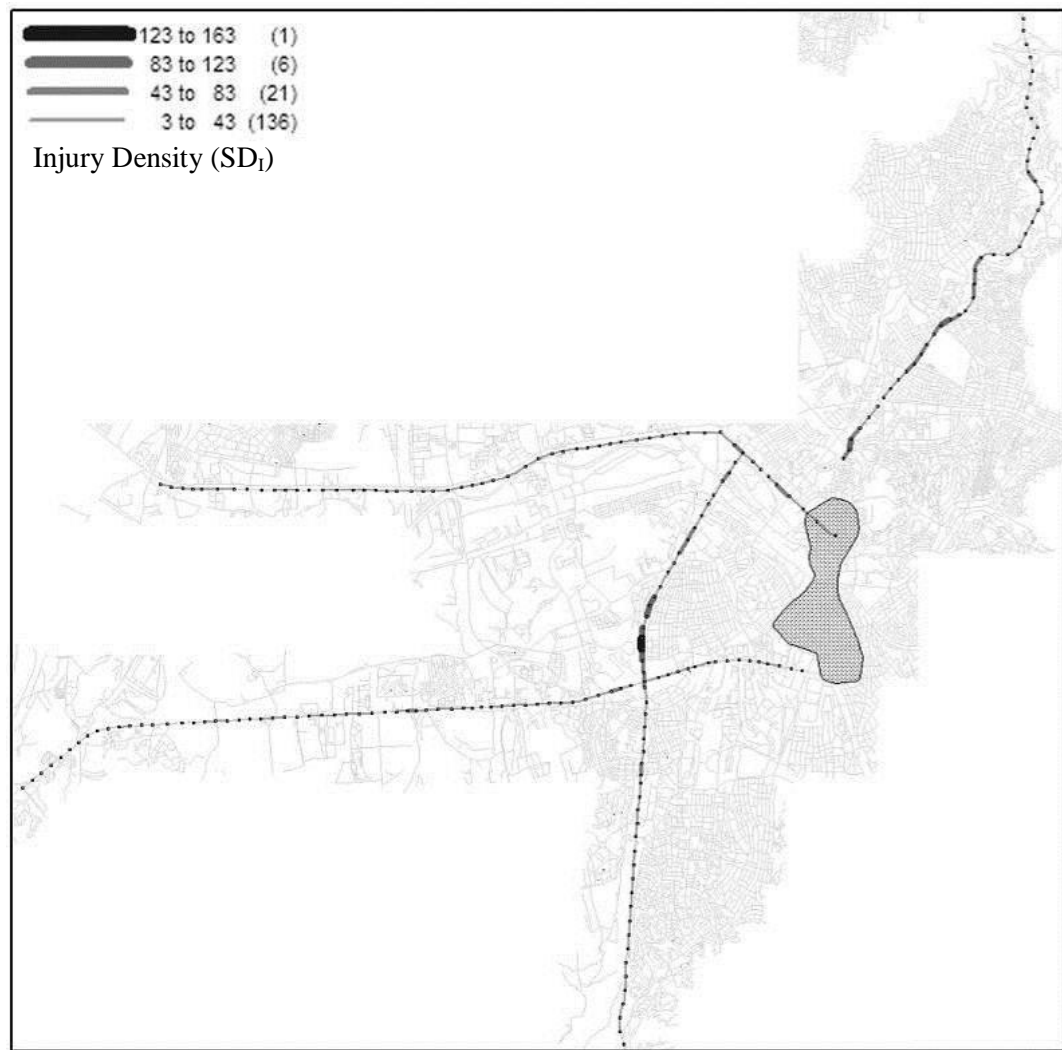 123 to 163 (1)
83 to 123 (6)
43 to 83 (21)
3 to 43 (136)
Injury Density (SDI)